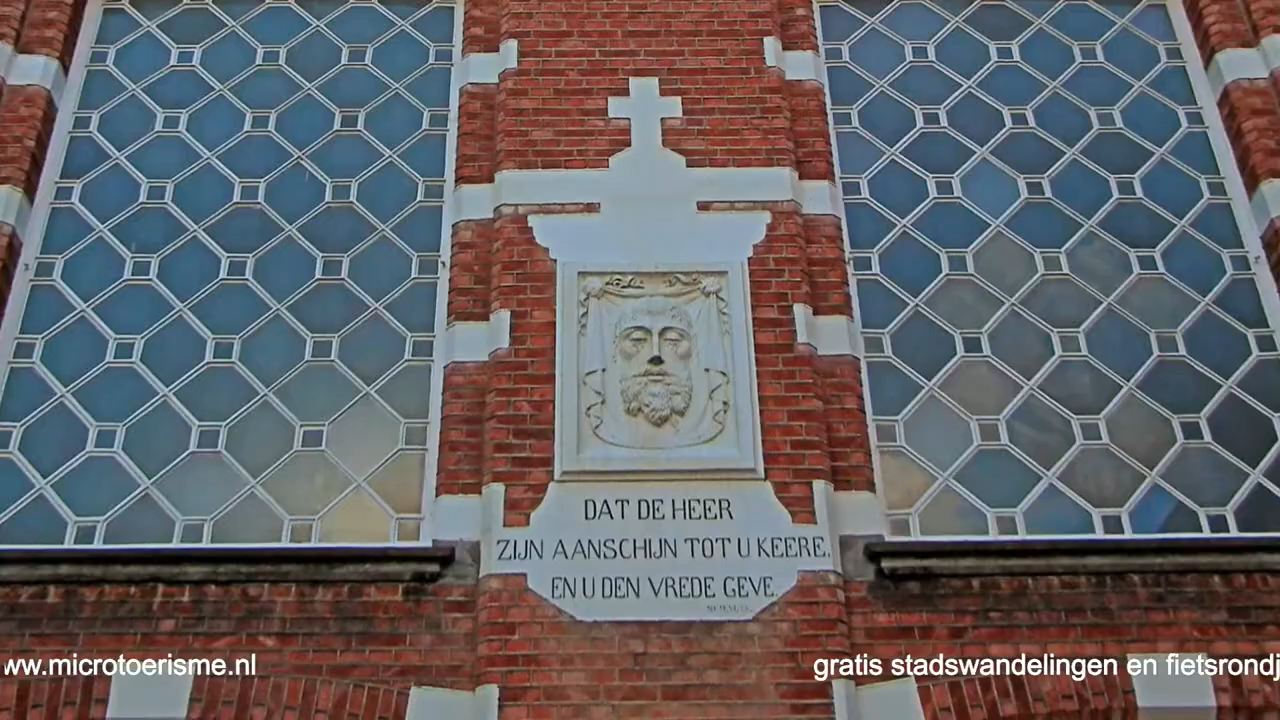 DAT DE HEER
ZIJN AANSCHIJN TOT U KEERE.
EN U DEN VREDE GEVE.
www.microtoerisme.nl
gratis stadswandelingen en fietsrondj